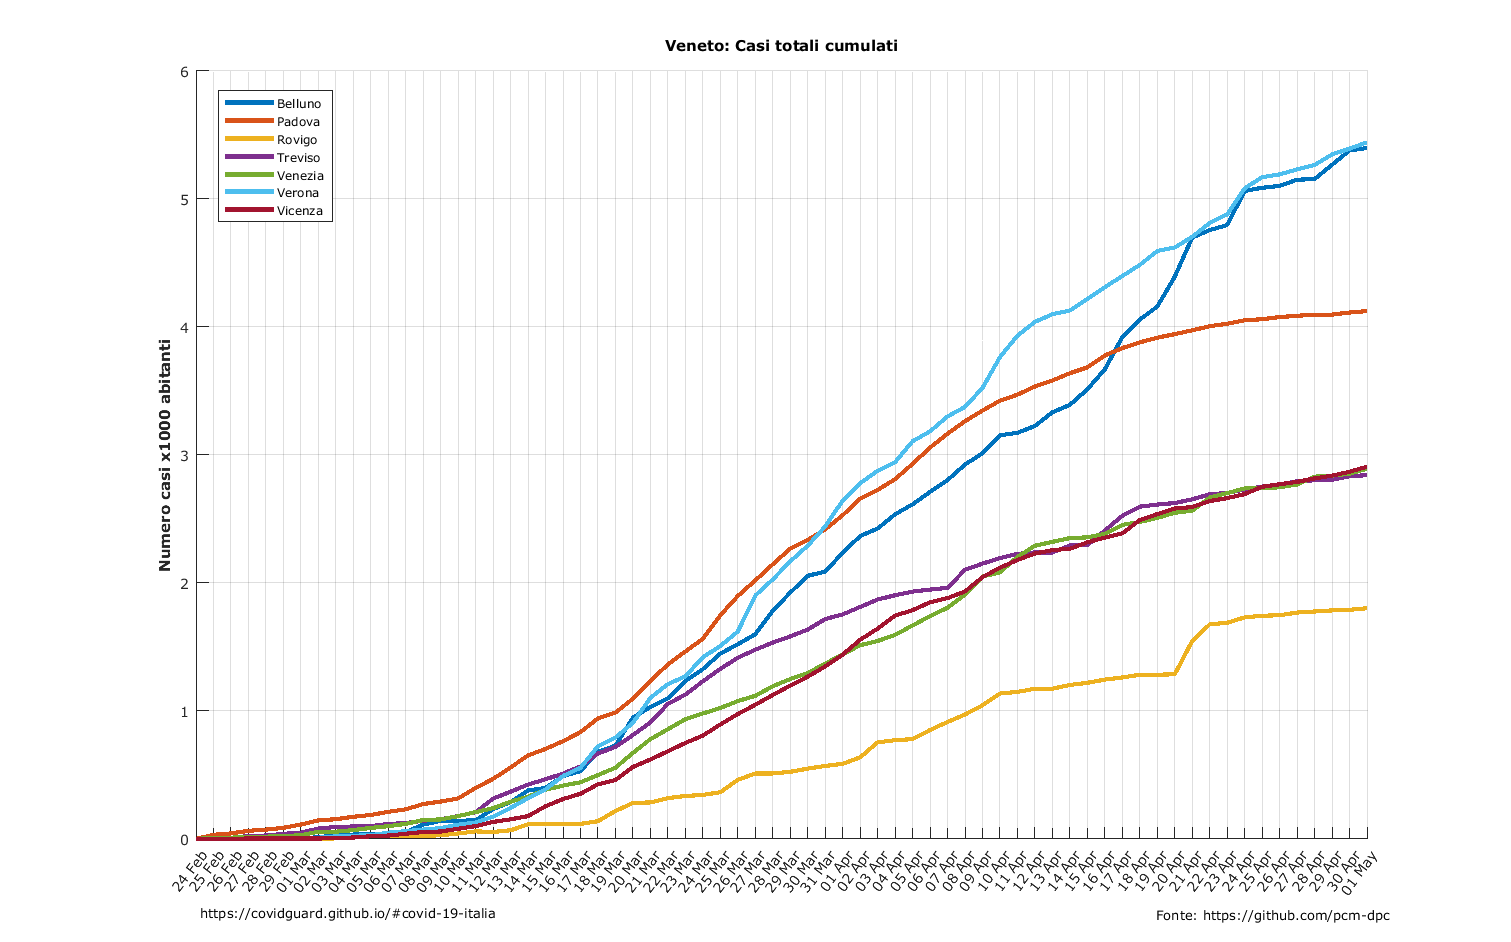 Veneto: Casi totali cumulati
6
5
4
3
2
1
0
Numero casi x1000 abitanti
Belluno
Padova
Rovigo
Treviso
Venezia
Verona
Vicenza
24 Feb
25 Feb
26 Feb
27 Feb
28 Feb
29 Feb
01 Mar
02 Mar
03 Mar
04 Mar
05 Mar
06 Mar
07 Mar
08 Mar
09 Mar
10 Mar
11 Mar
12 Mar
13 Mar
14 Mar
15 Mar
16 Mar
17 Mar
18 Mar
19 Mar
20 Mar
21 Mar
22 Mar
23 Mar
24 Mar
25 Mar
26 Mar
27 Mar
28 Mar
29 Mar
30 Mar
31 Mar
01 Apr
02 Apr
03 Apr
04 Apr
05 Apr
06 Apr
07 Apr
08 Apr
09 Apr
10 Apr
11 Apr
12 Apr
13 Apr
14 Apr
15 Apr
16 Apr
17 Apr
18 Apr
19 Apr
20 Apr
21 Apr
22 Apr
23 Apr
24 Apr
25 Apr
26 Apr
27 Apr
28 Apr
29 Apr
30 Apr
01 May
https://covidguard.github.io/#covid-19-italia
Fonte: https://github.com/pcm-dpc